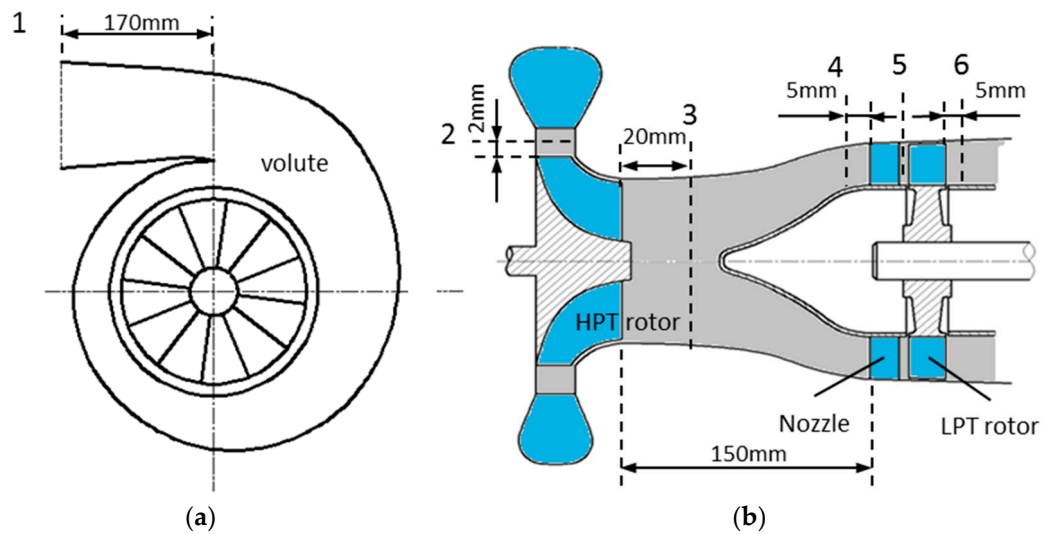 1
170mm
volute
(a)
2
2mm
20mm
3
4
5
6
5mm
5mm
HPT rotor
Nozzle
LPT rotor
150mm
(b)